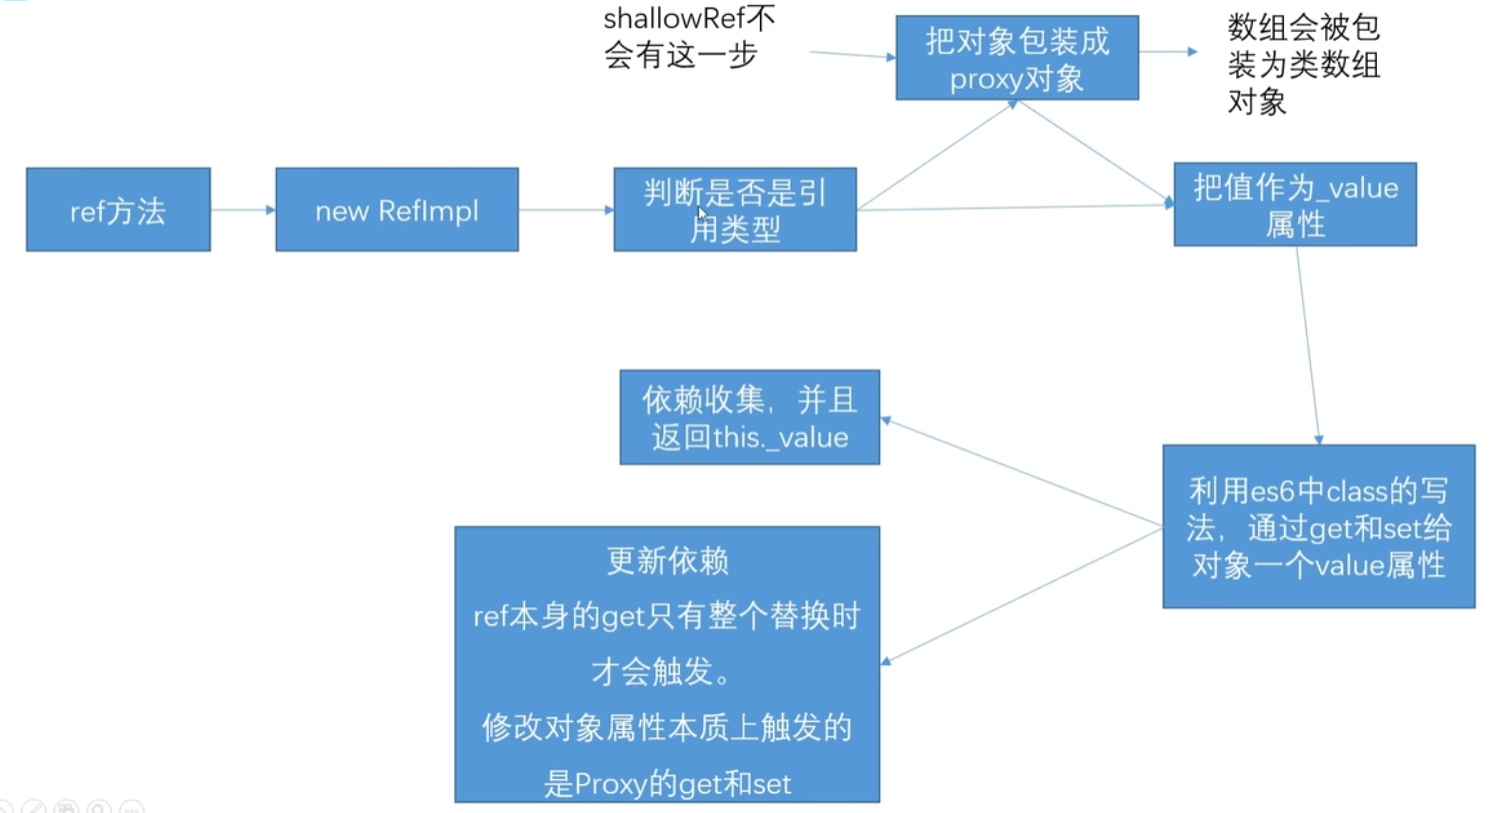 shallowRef不
会有这一步
把对象包装成
proxy对象
数组会被包
装为类数组
对象
ref方法
new RefImpl
判断是否是引
用类型
把值作为_value
属性
依赖收集，并且
返回this._value
利用es6中class的写
法，通过get和set给
对象一个value属性
更新依赖
ref本身的get只有整个替换时
才会触发。
修改对象属性本质上触发的
是Proxy的get和set